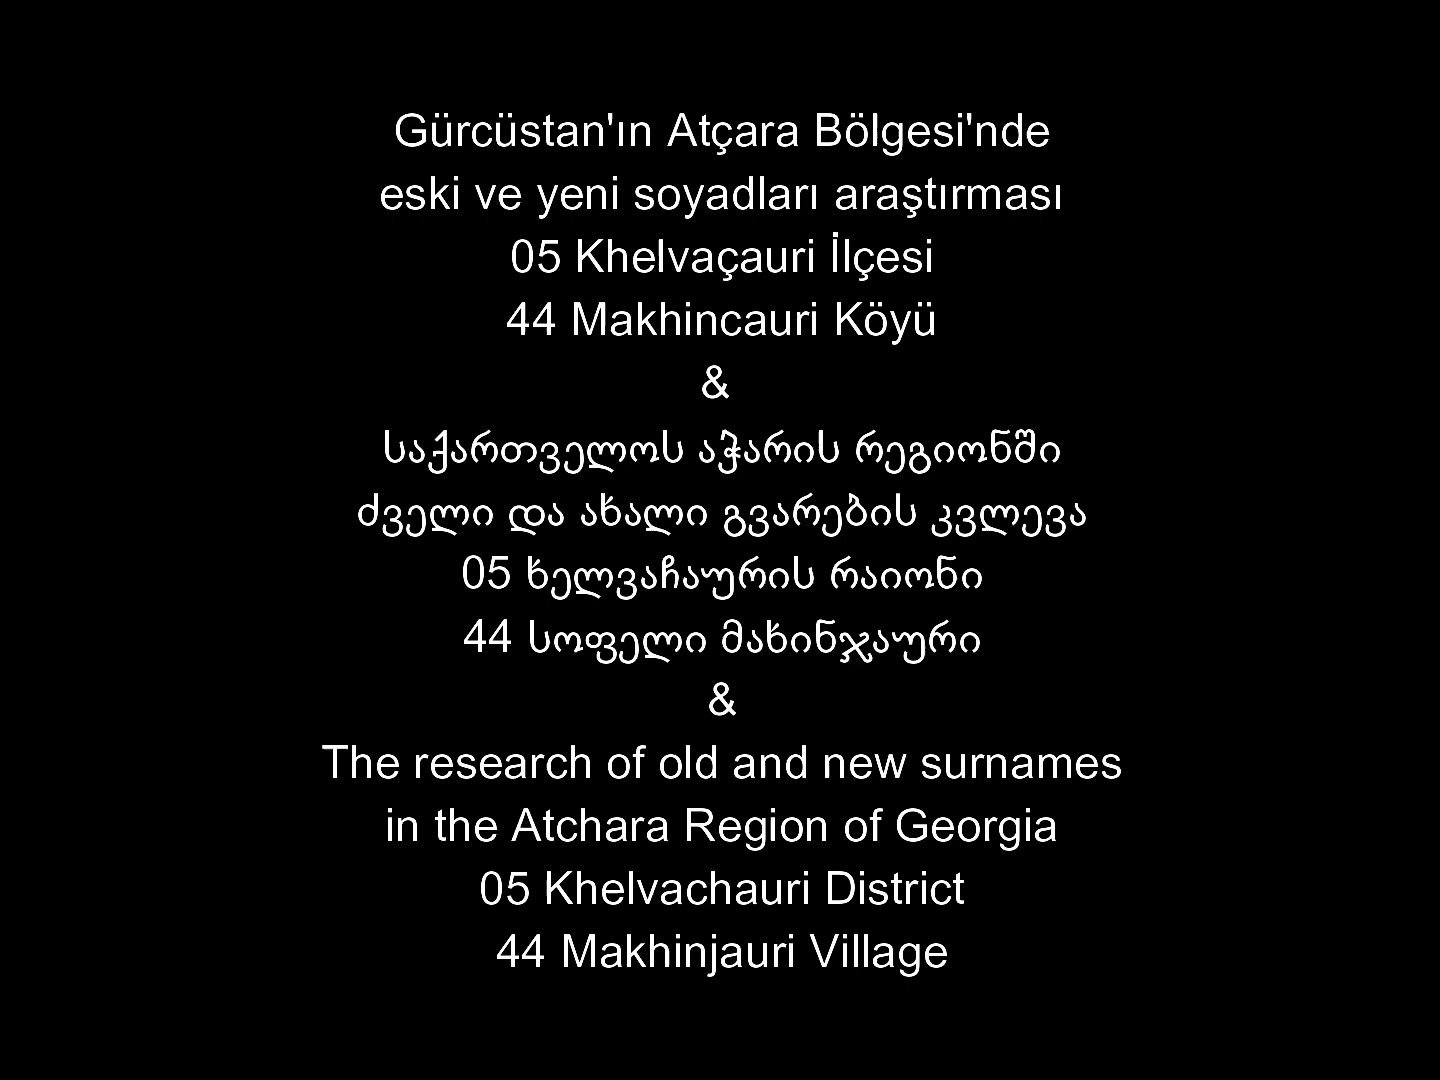 Gürcüstan'ın Atçara Bölgesi'nde
eski ve yeni soyadları araştırması
05 Khelvaçauri İlçesi
44 Makhincauri Köyü
&
საქართველოს აჭარის რეგიონში
ძველი და ახალი გვარების კვლევა
05 ხელვაჩაურის რაიონი
44 სოფელი მახინჯაური
&
The research of old and new surnames
in the Atchara Region of Georgia
05 Khelvachauri District
44 Makhinjauri Village